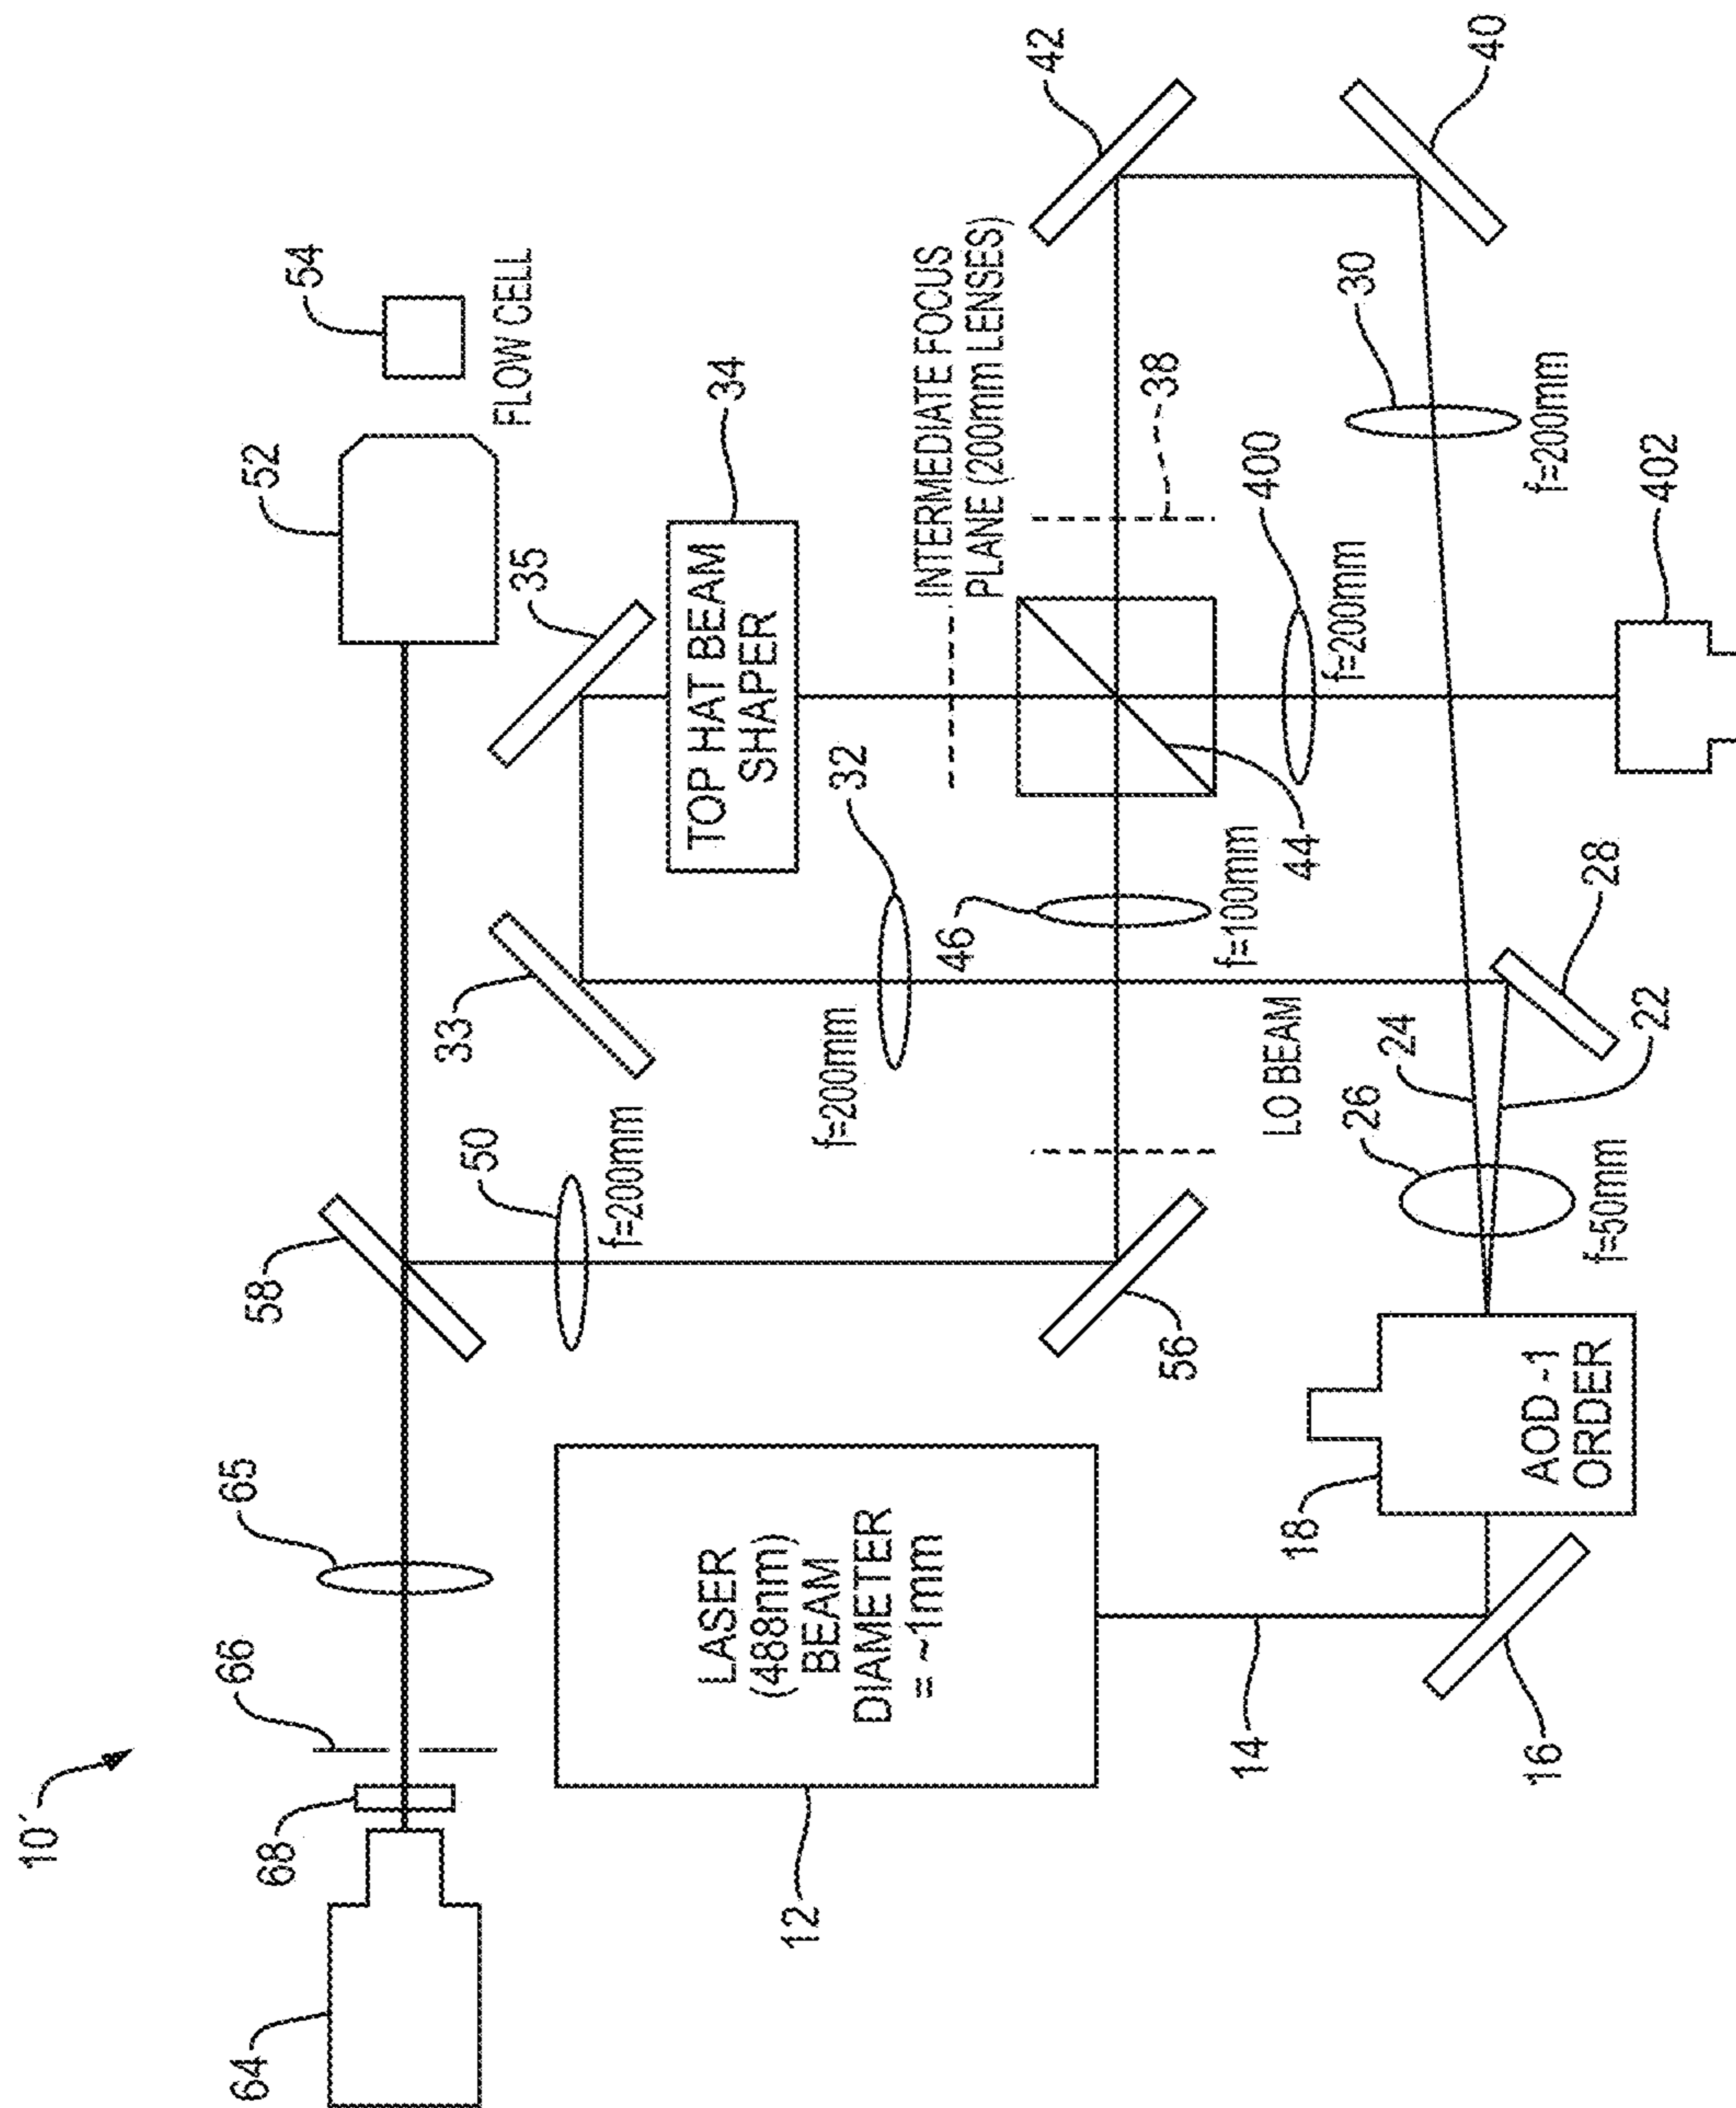 10´
64
68
66
65
58
52
54
FLOW CELL
12
LASER
(488nm)
BEAM
DIAMETER
= ~1mm
14
16
18
AOD -1
ORDER
50
f=200mm
56
33
35
34
TOP HAT BEAM
SHAPER
32
f=200mm
INTERMEDIATE FOCUS
PLANE (200mm LENSES)
38
46
f=100mm
44
400
f=200mm
402
42
40
30
f=200mm
LO BEAM
28
24
22
26
f=50mm